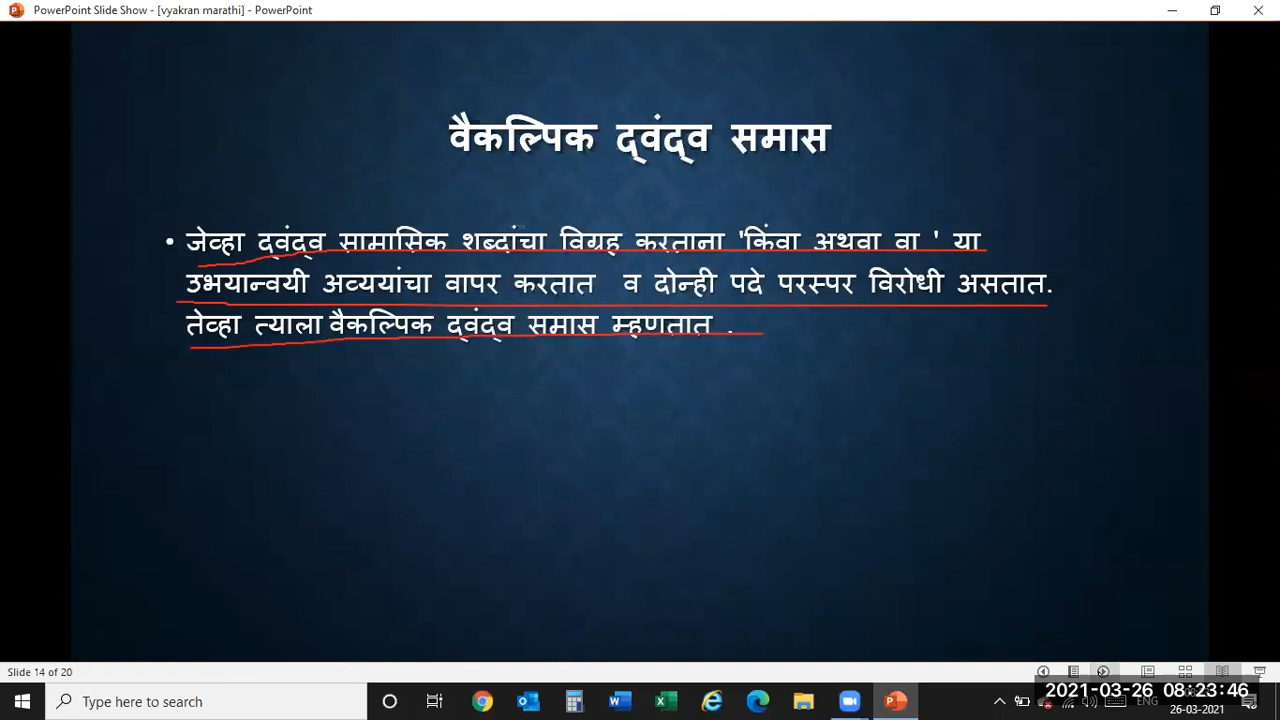 PowerPoint Slide Show - [vyakran marathi] - PowerPoint
वैकल्पिक द्वंद्व समास
• जेव्हा द्वंद्व सामासिक शब्दांचा विग्रह करताना 'किंवा अथवा वा ' या
उभयान्वयी अव्ययांचा वापर करतात व दोन्ही पदे परस्पर विरोधी असतात.
तेव्हा त्याला वैकल्पिक द्वंद्व समास म्हणतात .
Slide 14 of 20
Type here to search
2021-03-26 08:23:46
ENG
26-03-2021